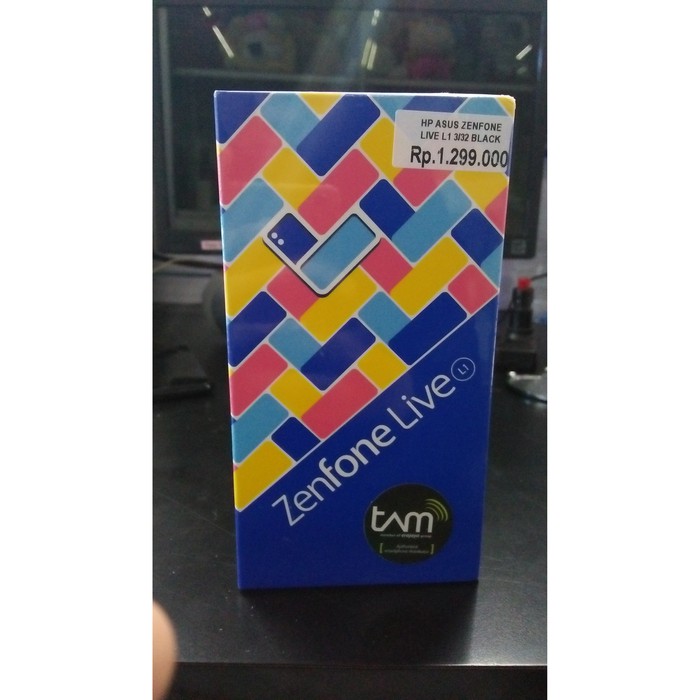 HP ASUS ZENFONE
LIVE L1 3/32 BLACK
Rp.1.299.000
Zenfone Live L1
tam